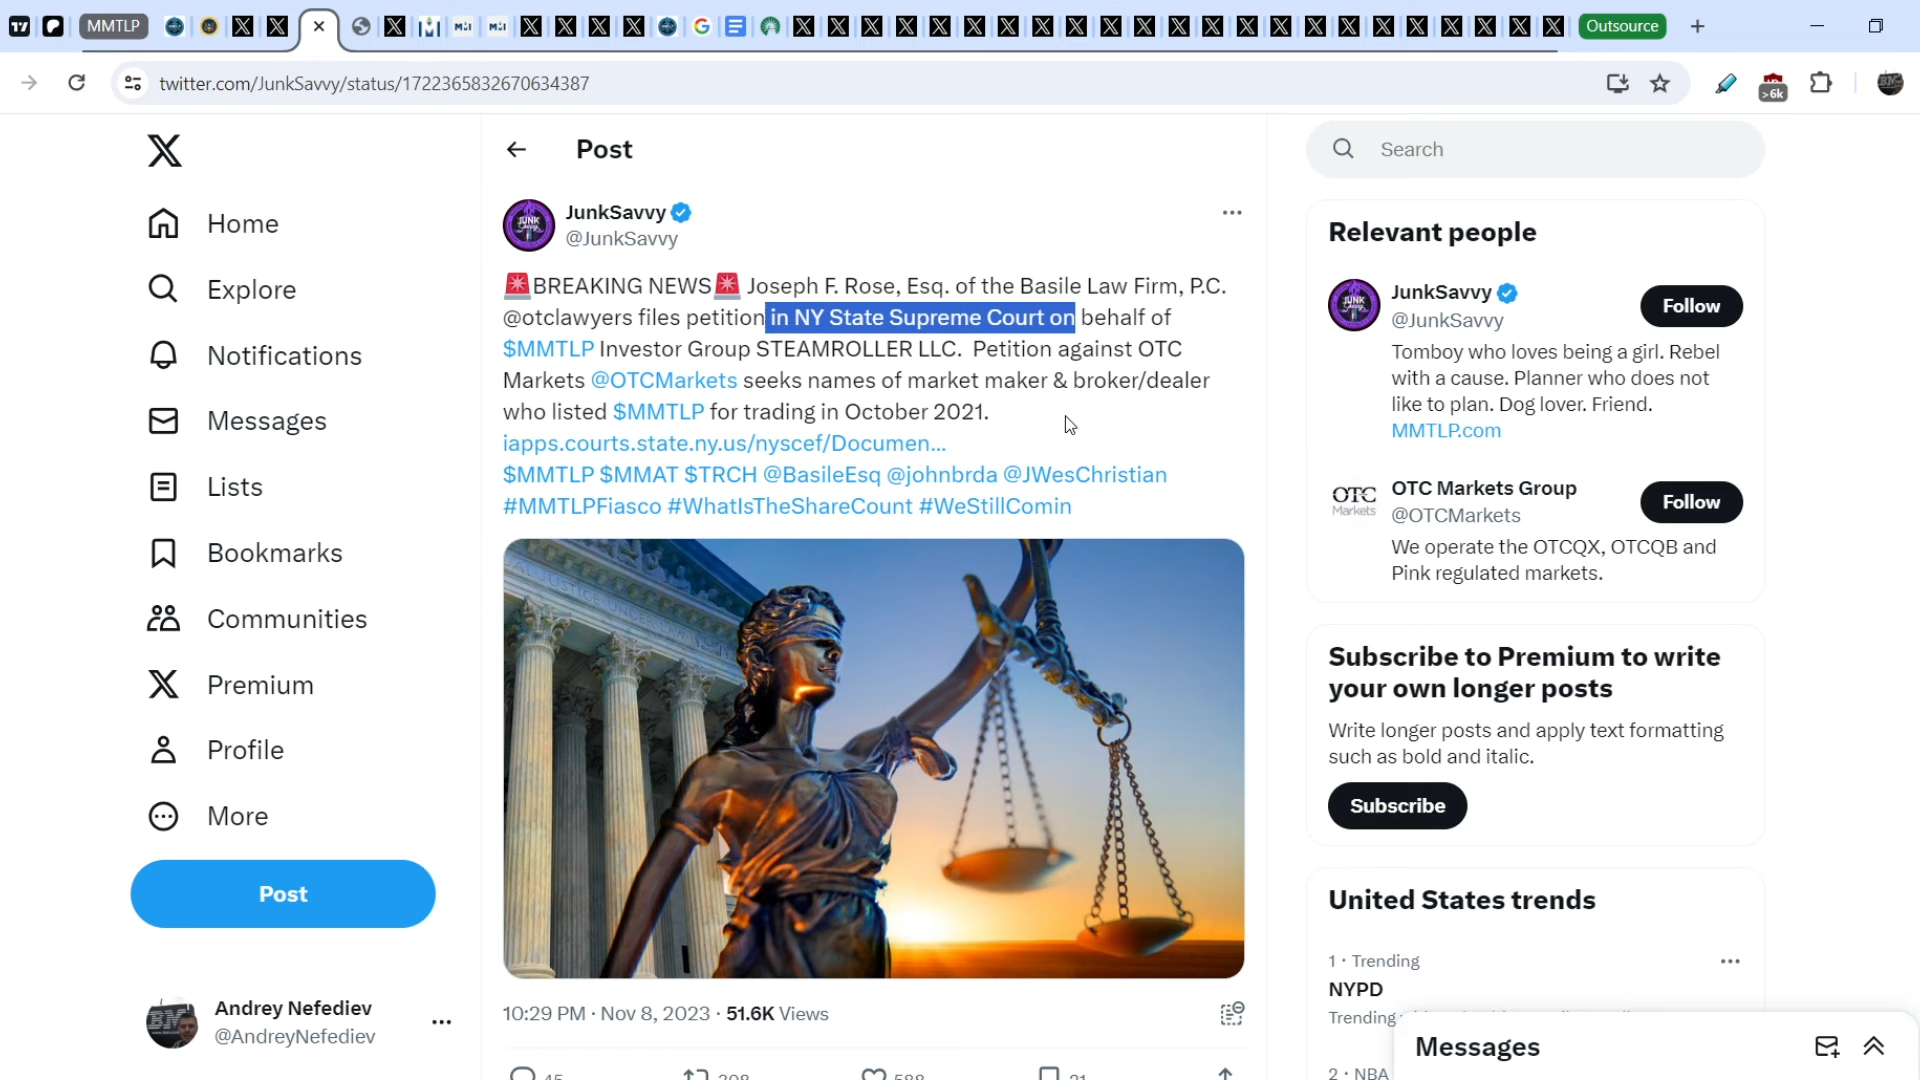 MMTLP
Outsource
twitter.com/JunkSavvy/status/1722365832670634387
>6k
Home
Explore
Notifications
Messages
Lists
Bookmarks
Communities
Premium
Profile
More
Post
Andrey Nefediev
@AndreyNefediev
Post
JunkSavvy
@JunkSavvy
BREAKING NEWS Joseph F. Rose, Esq. of the Basile Law Firm, P.C.
@otclawyers files petition in NY State Supreme Court on behalf of
$MMTLP Investor Group STEAMROLLER LLC. Petition against OTC
Markets @OTCMarkets seeks names of market maker & broker/dealer
who listed $MMTLP for trading in October 2021.
iapps.courts.state.ny.us/nyscef/Documen...
$MMTLP $MMAT $TRCH @BasileEsq @johnbrda @JWesChristian
#MMTLPFiasco #WhatIsTheShareCount #WeStillComin
10:29 PM · Nov 8, 2023 · 51.6K Views
Search
Relevant people
JunkSavvy
@JunkSavvy
Follow
Tomboy who loves being a girl. Rebel
with a cause. Planner who does not
like to plan. Dog lover. Friend.
MMTLP.com
OTC Markets Group
@OTCMarkets
Follow
We operate the OTCQX, OTCQB and
Pink regulated markets.
Subscribe to Premium to write
your own longer posts
Write longer posts and apply text formatting
such as bold and italic.
Subscribe
United States trends
1 · Trending
NYPD
Trending
2 · NBA
Messages